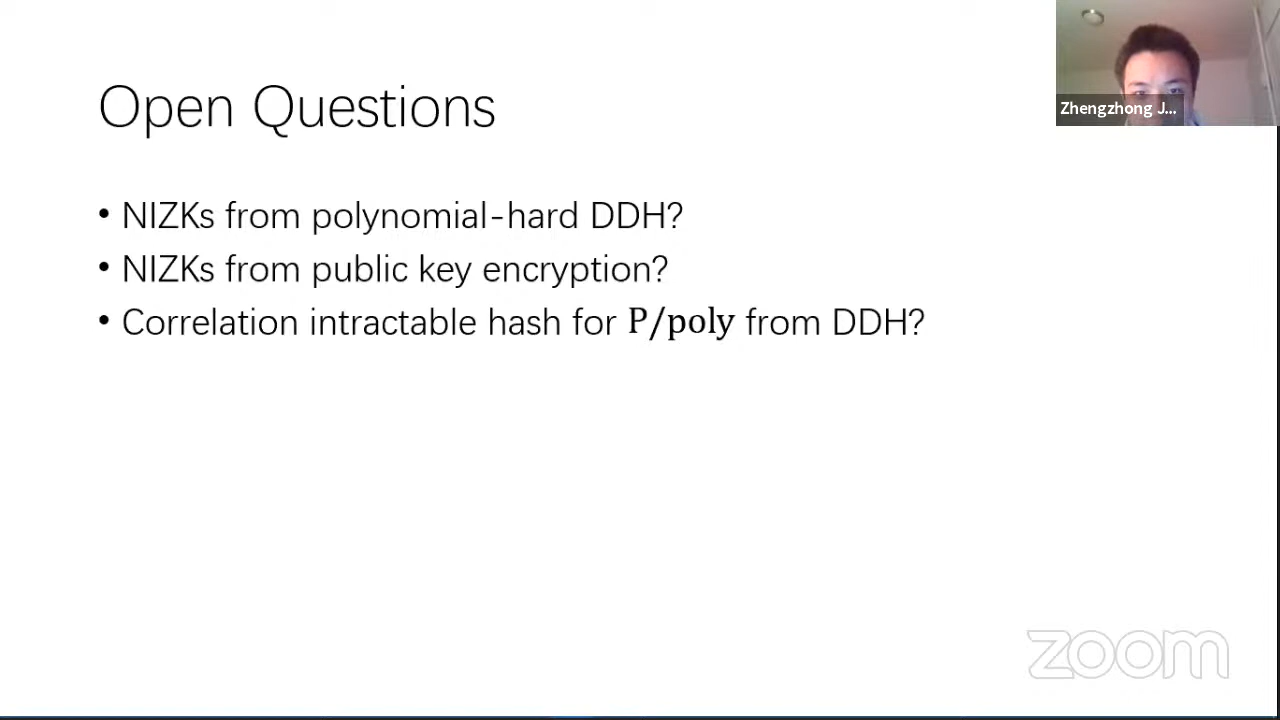 Open Questions
Zhengzhong J...
• NIZKs from polynomial-hard DDH?
• NIZKs from public key encryption?
• Correlation intractable hash for P/poly from DDH?
zoom